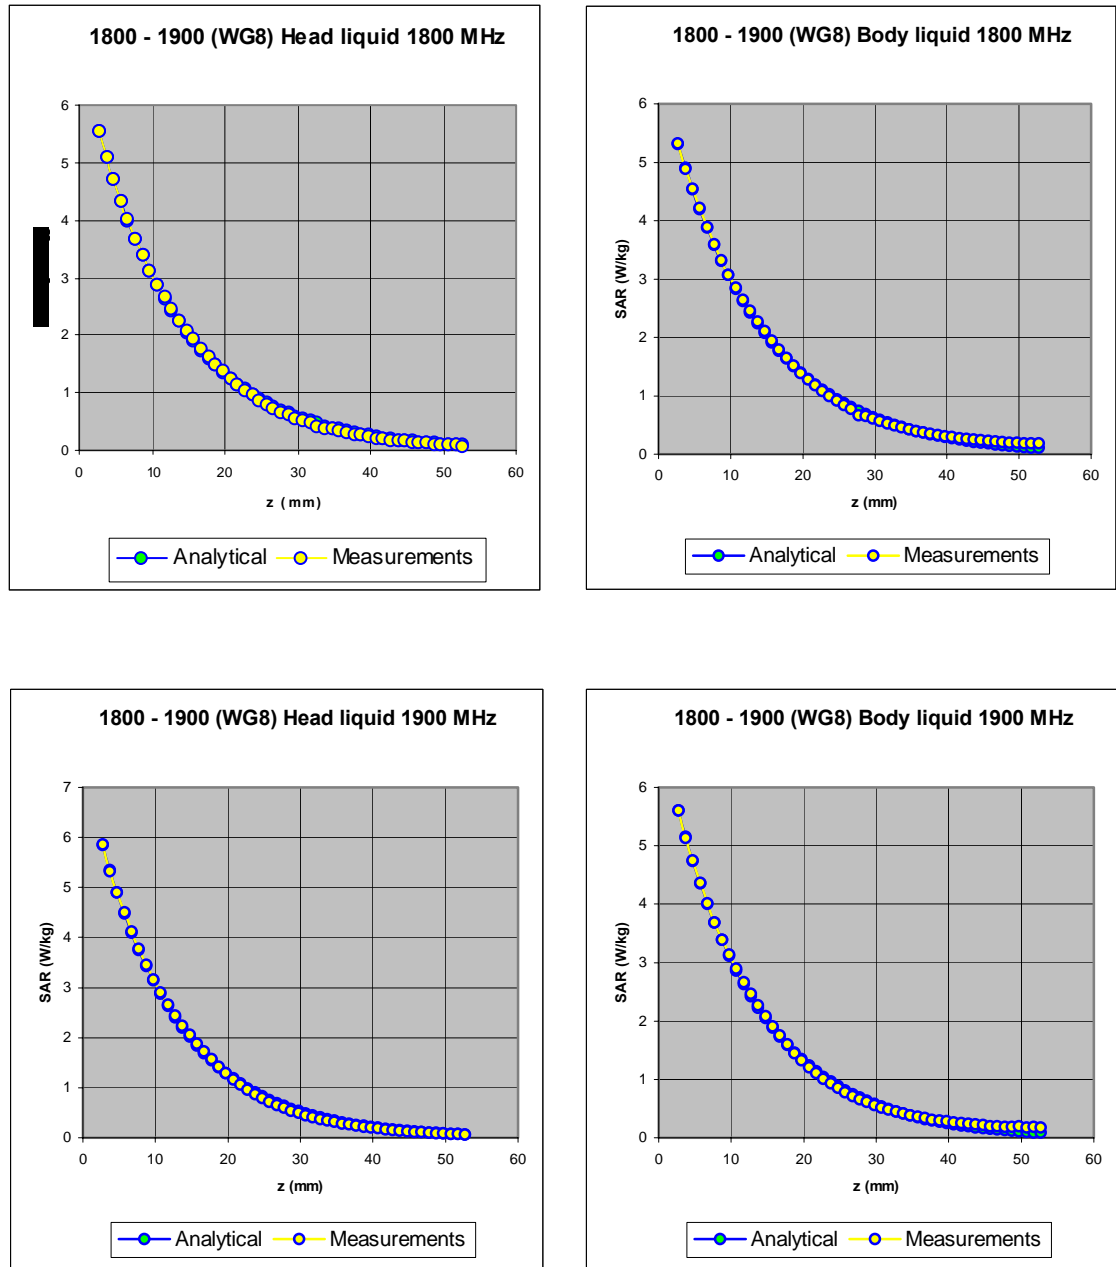 1800 - 1900 (WG8) Head liquid 1800 MHz
6
5
4
3
2
1
0
0 10 20 30 40 50 60
z ( mm )
Analytical Measurements
1800 - 1900 (WG8) Body liquid 1800 MHz
SAR (W/kg)
6
5
4
3
2
1
0
0 10 20 30 40 50 60
z (mm)
Analytical Measurements
1800 - 1900 (WG8) Head liquid 1900 MHz
SAR (W/kg)
7
6
5
4
3
2
1
0
0 10 20 30 40 50 60
z (mm)
Analytical Measurements
1800 - 1900 (WG8) Body liquid 1900 MHz
SAR (W/kg)
6
5
4
3
2
1
0
0 10 20 30 40 50 60
z (mm)
Analytical Measurements